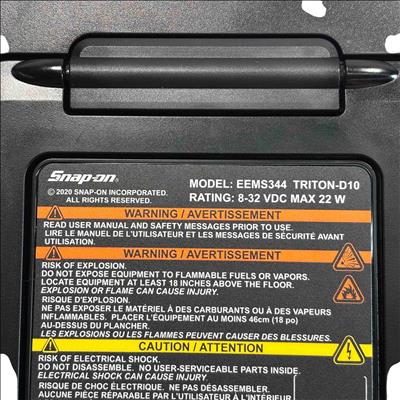 Snap-on
MODEL: EEMS344 TRITON-D10
© 2020 SNAP-ON INCORPORATED.
ALL RIGHTS RESERVED.
RATING: 8-32 VDC MAX 22 W
WARNING / AVERTISSEMENT
READ USER MANUAL AND SAFETY MESSAGES PRIOR TO USE.
LIRE LE MANUEL DE L'UTILISATEUR ET LES MESSAGES DE SÉCURITÉ AVANT
UTILISATION.
WARNING / AVERTISSEMENT
RISK OF EXPLOSION.
DO NOT EXPOSE EQUIPMENT TO FLAMMABLE FUELS OR VAPORS.
LOCATE EQUIPMENT AT LEAST 18 INCHES ABOVE THE FLOOR.
EXPLOSION OR FLAME CAN CAUSE INJURY.
RISQUE D'EXPLOSION.
NE PAS EXPOSER LE MATÉRIEL À DES CARBURANTS OU À DES VAPEURS
INFLAMMABLES. PLACER L'ÉQUIPEMENT AU MOINS 46cm (18 po)
AU-DESSUS DU PLANCHER.
LES EXPLOSIONS OU LES FLAMMES PEUVENT CAUSER DES BLESSURES.
CAUTION / ATTENTION
RISK OF ELECTRICAL SHOCK.
DO NOT DISASSEMBLE. NO USER-SERVICEABLE PARTS INSIDE.
ELECTRICAL SHOCK CAN CAUSE INJURY.
RISQUE DE CHOC ÉLECTRIQUE. NE PAS DÉSASSEMBLER.
AUCUNE PIÈCE RÉPARABLE PAR L'UTILISATEUR À L'INTÉRIEUR